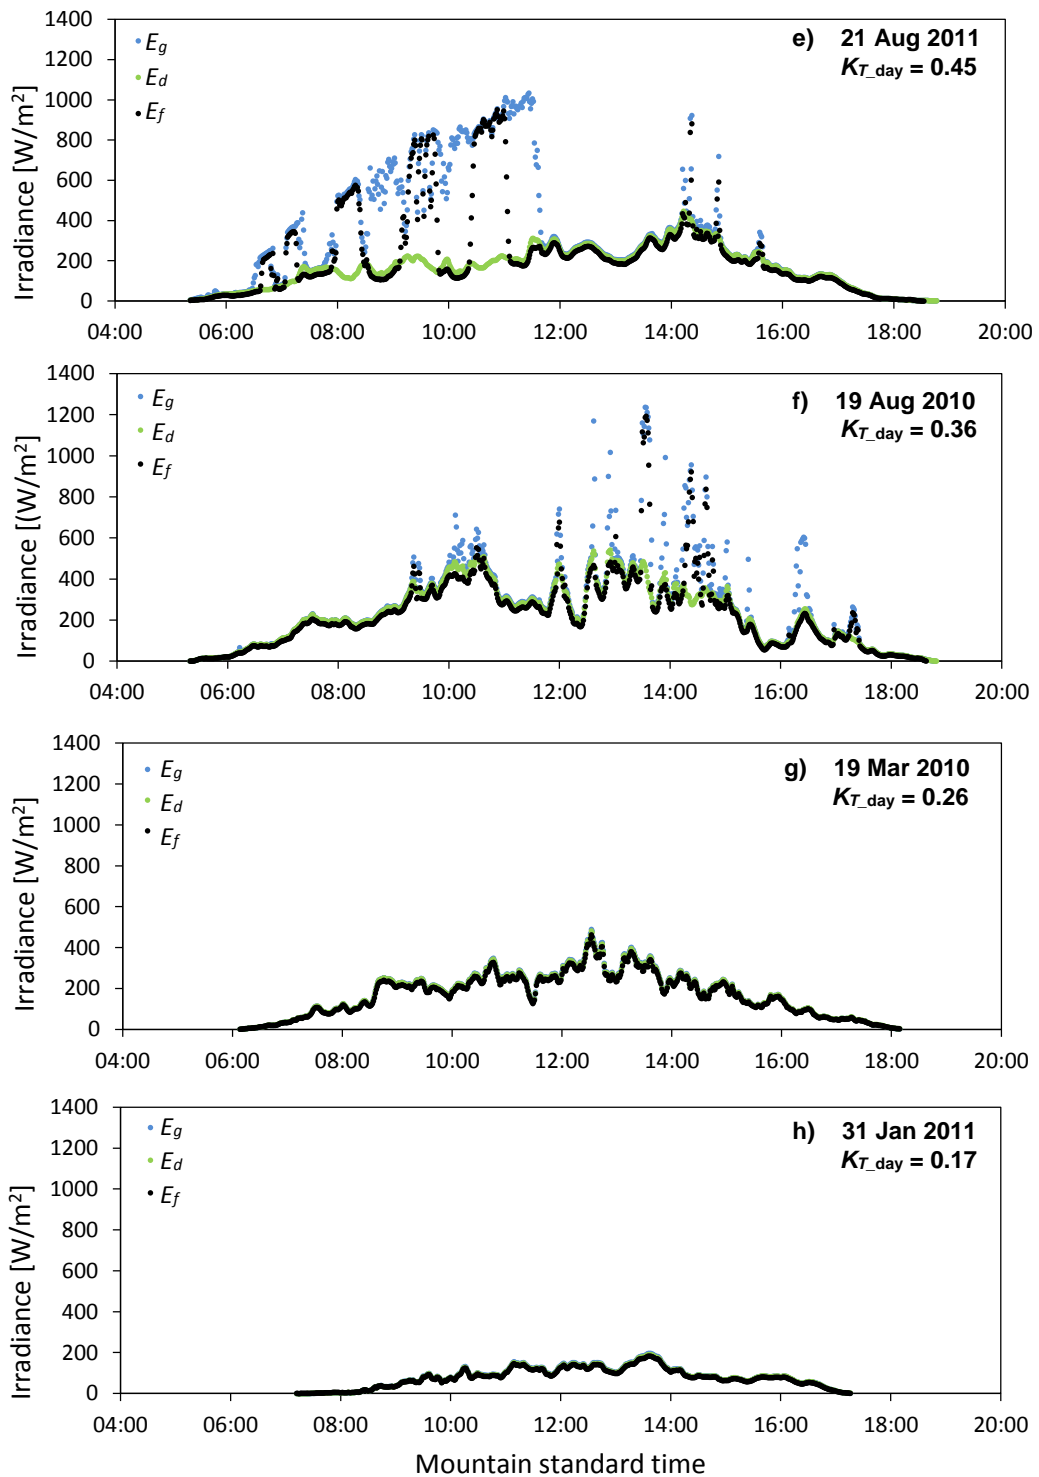 1400
1200
1000
800
600
400
200
0
Irradiance [W/m²]
Eg
Ed
Ef
e) 21 Aug 2011
KT_day = 0.45
04:00 06:00 08:00 10:00 12:00 14:00 16:00 18:00 20:00
1400
1200
1000
800
600
400
200
0
Irradiance [(W/m²]
Eg
Ed
Ef
f) 19 Aug 2010
KT_day = 0.36
04:00 06:00 08:00 10:00 12:00 14:00 16:00 18:00 20:00
1400
1200
1000
800
600
400
200
0
Irradiance [W/m²]
Eg
Ed
Ef
g) 19 Mar 2010
KT_day = 0.26
04:00 06:00 08:00 10:00 12:00 14:00 16:00 18:00 20:00
1400
1200
1000
800
600
400
200
0
Irradiance [W/m²]
Eg
Ed
Ef
h) 31 Jan 2011
KT_day = 0.17
04:00 06:00 08:00 10:00 12:00 14:00 16:00 18:00 20:00
Mountain standard time